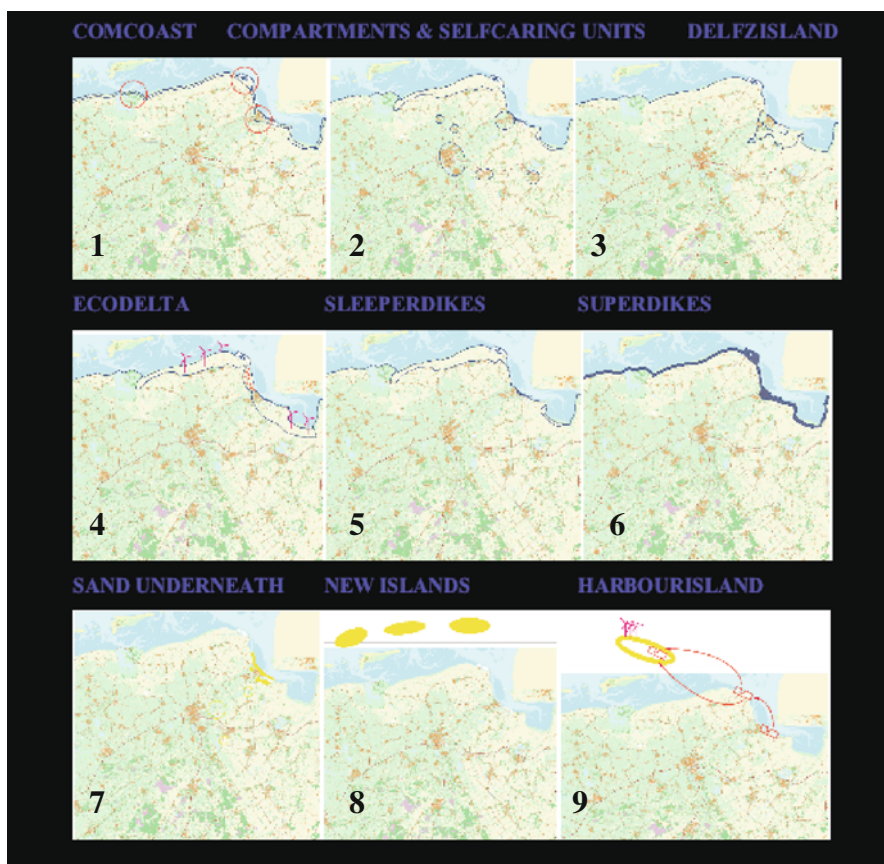 COMCOAST COMPARTMENTS & SELFCARING UNITS DELFZISLAND
1 2 3
ECODELTA SLEEPERDIKES SUPERDIKES
4 5 6
SAND UNDERNEATH NEW ISLANDS HARBOURISLAND
7 8 9